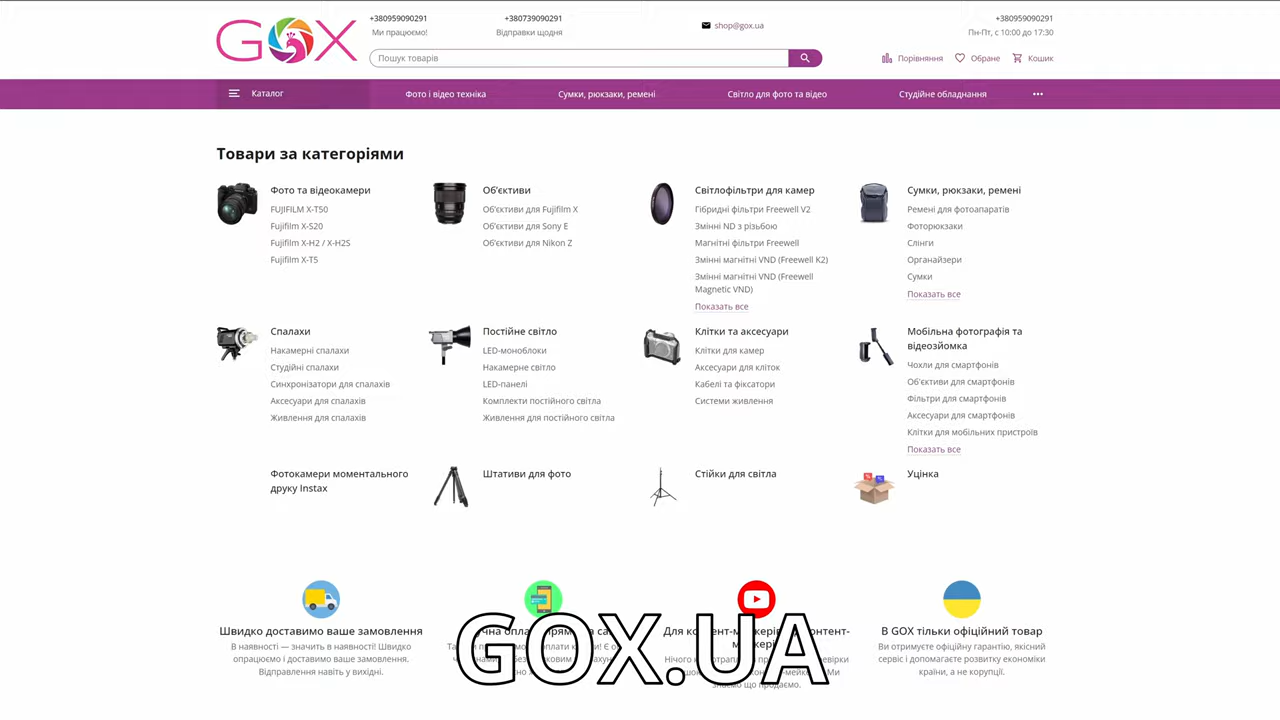 GOX
+380959090291
Ми працюємо!
+380739090291
Відправки щодня
shop@gox.ua
+380959090291
Пн-Пт, с 10:00 до 17:30
Пошук товарів
Порівняння
Обране
Кошик
Каталог
Фото і відео техніка
Сумки, рюкзаки, ремені
Світло для фото та відео
Студійне обладнання
Товари за категоріями
Фото та відеокамери
FUJIFILM X-T50
Fujifilm X-S20
Fujifilm X-H2 / X-H2S
Fujifilm X-T5
Об'єктиви
Об'єктиви для Fujifilm X
Об'єктиви для Sony E
Об'єктиви для Nikon Z
Світлофільтри для камер
Гібридні фільтри Freewell V2
Змінні ND з різьбою
Магнітні фільтри Freewell
Змінні магнітні VND (Freewell K2)
Змінні магнітні VND (Freewell
Magnetic VND)
Показать все
Сумки, рюкзаки, ремені
Ремені для фотоапаратів
Фоторюкзаки
Слінги
Органайзери
Сумки
Показать все
Спалахи
Накамерні спалахи
Студійні спалахи
Синхронізатори для спалахів
Аксесуари для спалахів
Живлення для спалахів
Постійне світло
LED-моноблоки
Накамерне світло
LED-панелі
Комплекти постійного світла
Живлення для постійного світла
Клітки та аксесуари
Клітки для камер
Аксесуари для кліток
Кабелі та фіксатори
Системи живлення
Мобільна фотографія та
відеозйомка
Чохли для смартфонів
Об'єктиви для смартфонів
Фільтри для смартфонів
Аксесуари для смартфонів
Клітки для мобільних пристроїв
Показать все
Фотокамери моментального
друку Instax
Штативи для фото
Стійки для світла
Уцінка
Швидко доставимо ваше замовлення
В наявності — значить в наявності! Швидко
опрацюємо і доставимо ваше замовлення.
Відправлення навіть у вихідні.
Для
В GOX тільки офіційний товар
Ви отримуєте офіційну гарантію, якісний
сервіс і допомагаєте розвитку економіки
країни, а не корупції.
GOX.UA